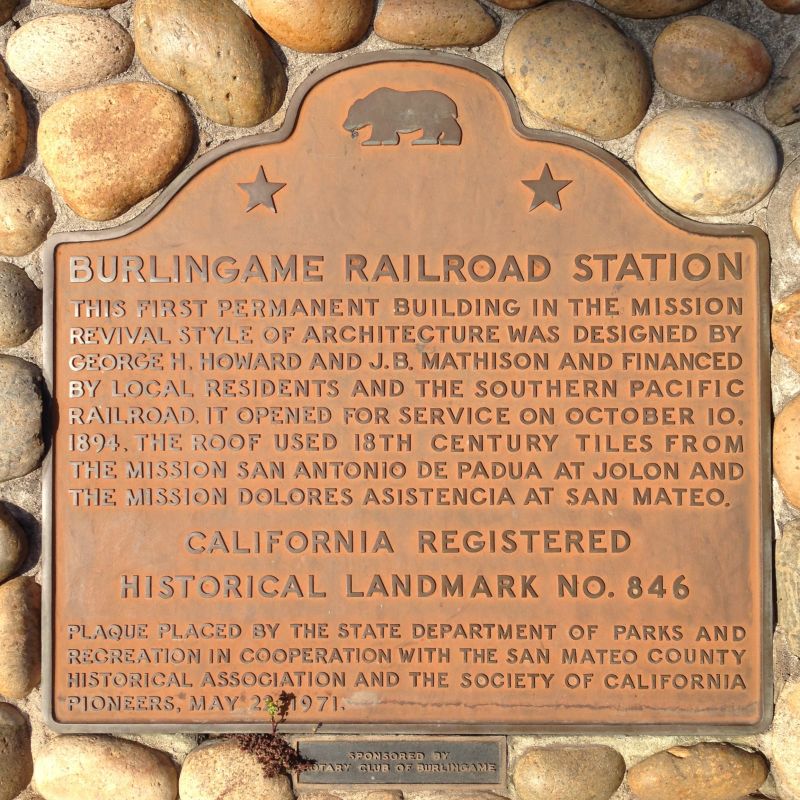 BURLINGAME RAILROAD STATION
THIS FIRST PERMANENT BUILDING IN THE MISSION
REVIVAL STYLE OF ARCHITECTURE WAS DESIGNED BY
GEORGE H. HOWARD AND J.B. MATHISON AND FINANCED
BY LOCAL RESIDENTS AND THE SOUTHERN PACIFIC
RAILROAD. IT OPENED FOR SERVICE ON OCTOBER 10,
1894. THE ROOF USED 18TH CENTURY TILES FROM
THE MISSION SAN ANTONIO DE PADUA AT JOLON AND
THE MISSION DOLORES ASISTENCIA AT SAN MATEO.
CALIFORNIA REGISTERED
HISTORICAL LANDMARK NO. 846
PLAQUE PLACED BY THE STATE DEPARTMENT OF PARKS AND
RECREATION IN COOPERATION WITH THE SAN MATEO COUNTY
HISTORICAL ASSOCIATION AND THE SOCIETY OF CALIFORNIA
PIONEERS, MAY 1971.
SPONSORED BY
ROTARY CLUB OF BURLINGAME